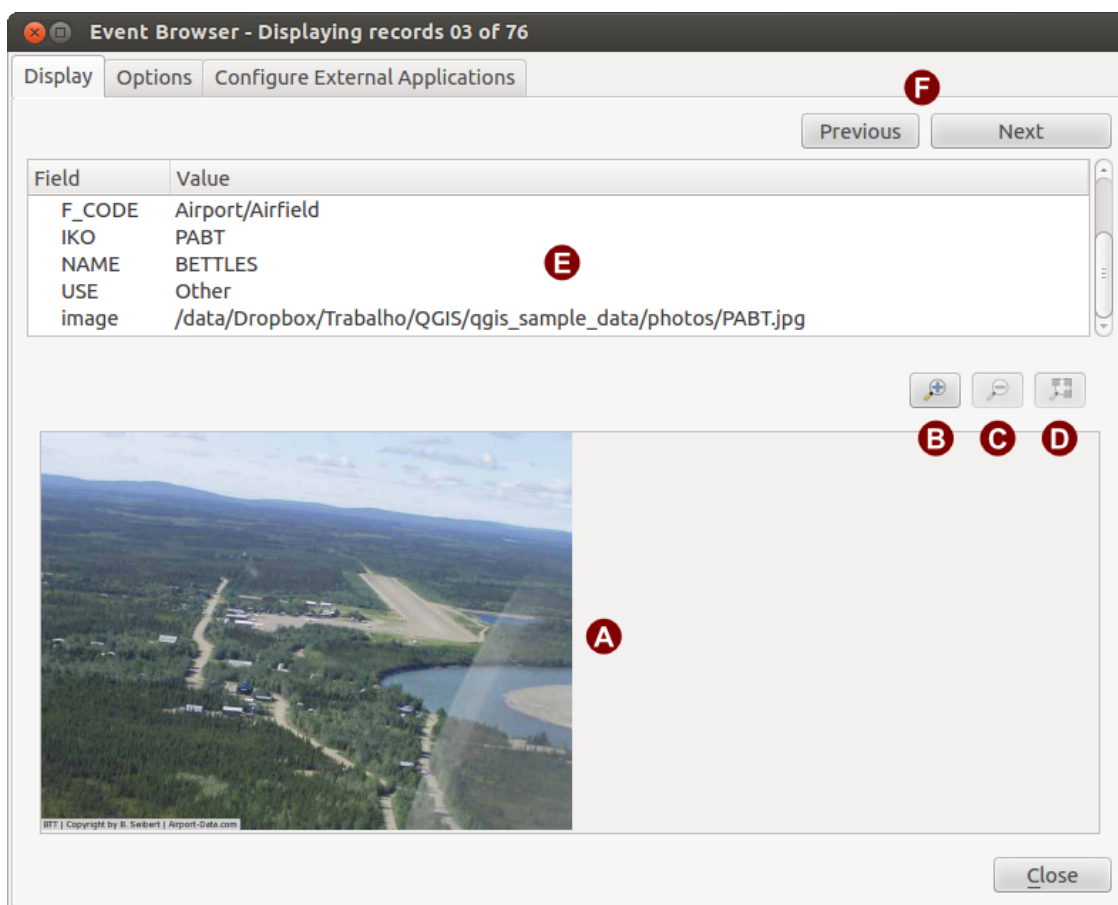 Event Browser - Displaying records 03 of 76
Display Options Configure External Applications
F
Previous Next
Field Value
F_CODE Airport/Airfield
IKO PABT
NAME BETTLES
E
USE Other
image /data/Dropbox/Trabalho/QGIS/qgis_sample_data/photos/PABT.jpg
B C D
A
BTT | Copyright by B. Seibert | Airport-Data.com
Close